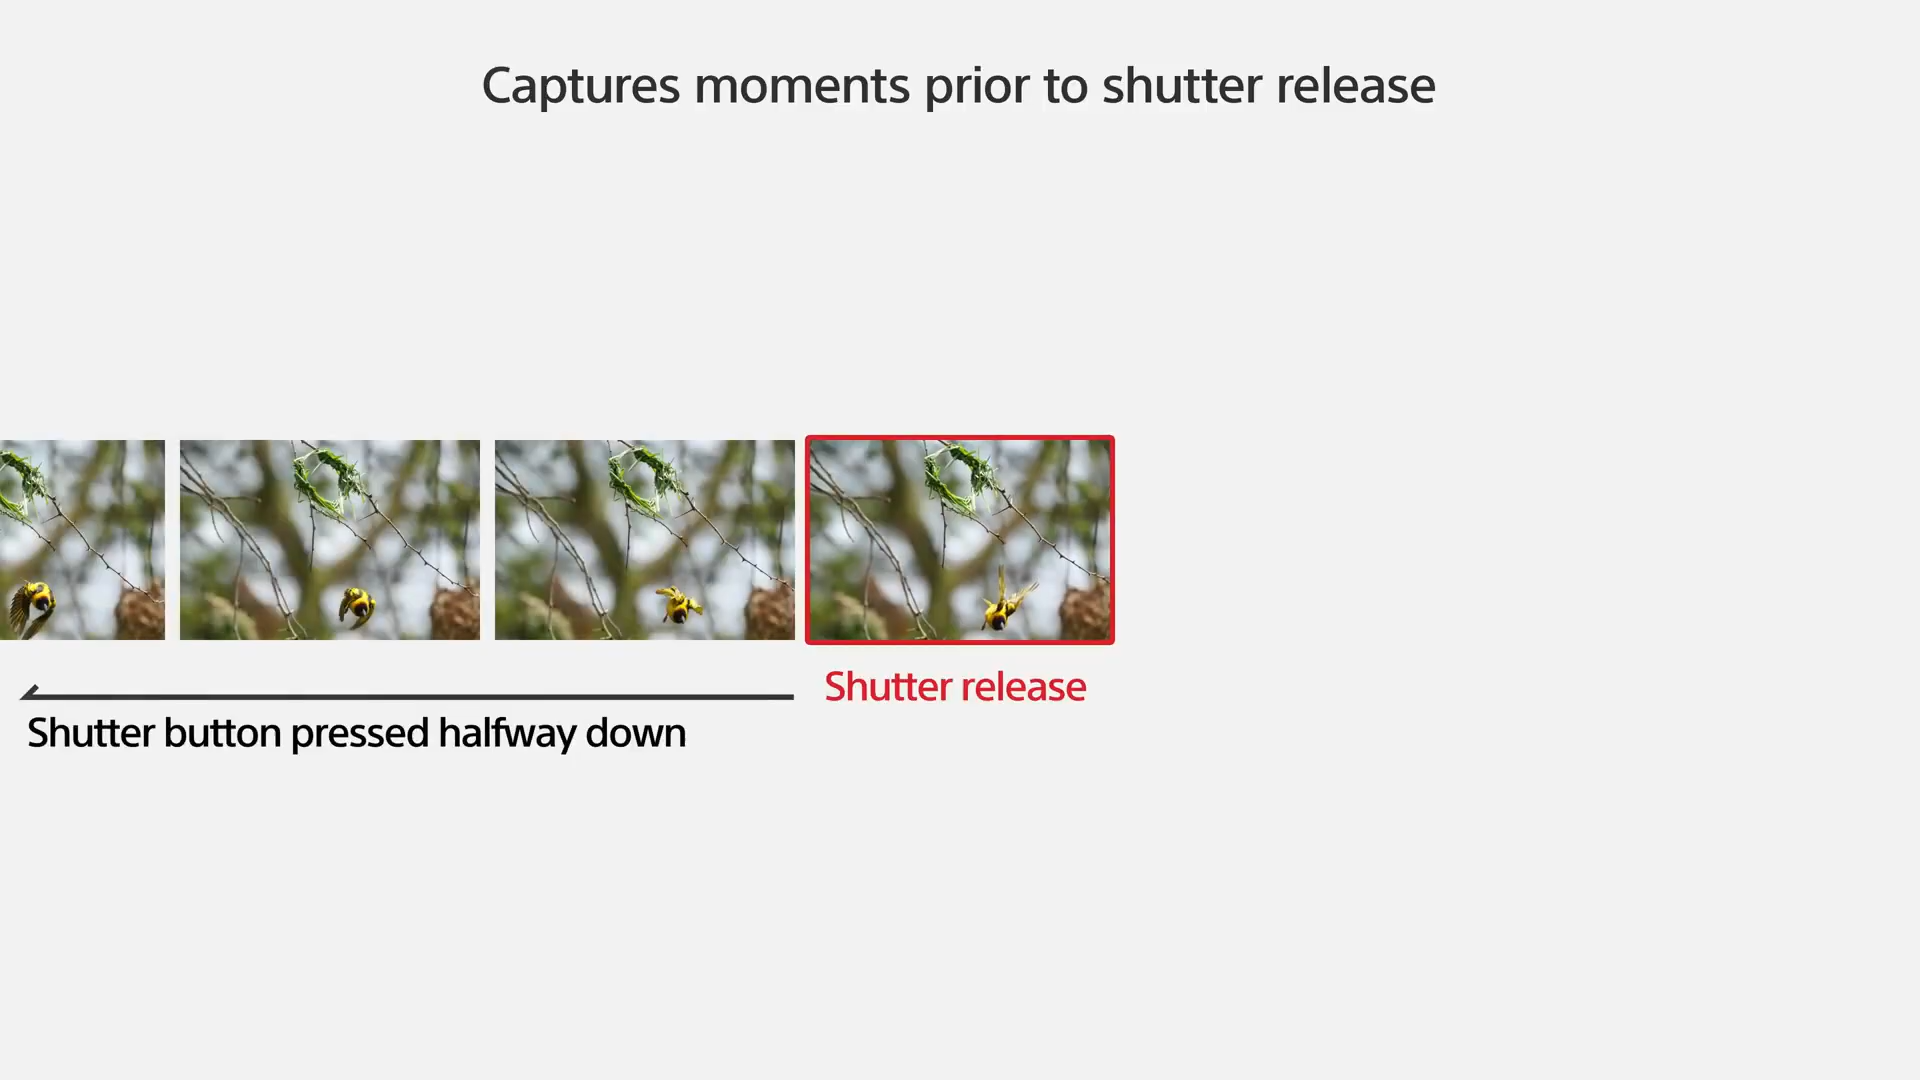 Captures moments prior to shutter release
Shutter release
Shutter button pressed halfway down